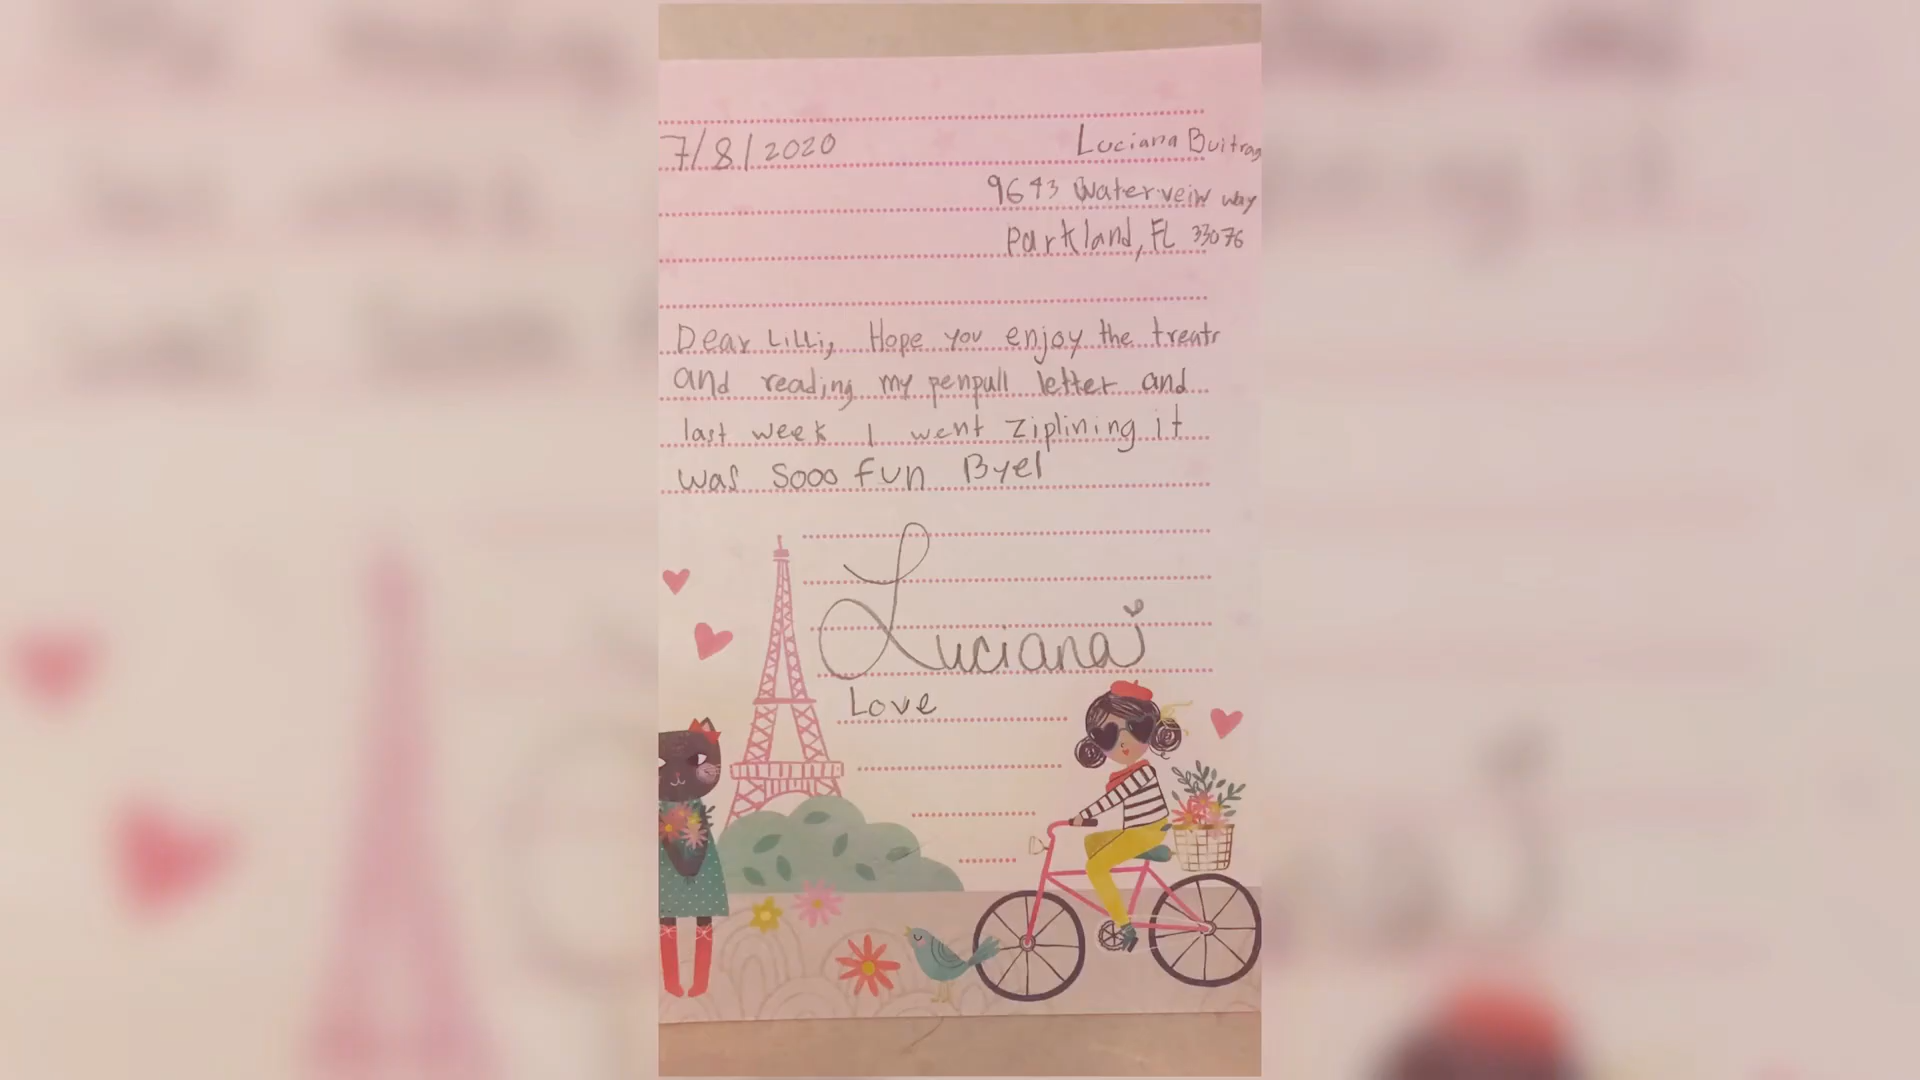 7/8/2020
Luciana Buitrag
9643 Waterveiw way
Parkland, FL 33076
Dear Lilli, Hope you enjoy the treats
and reading my penpull letter and
last week I went Ziplining it
was Sooo fun Bye!
Luciana
Love